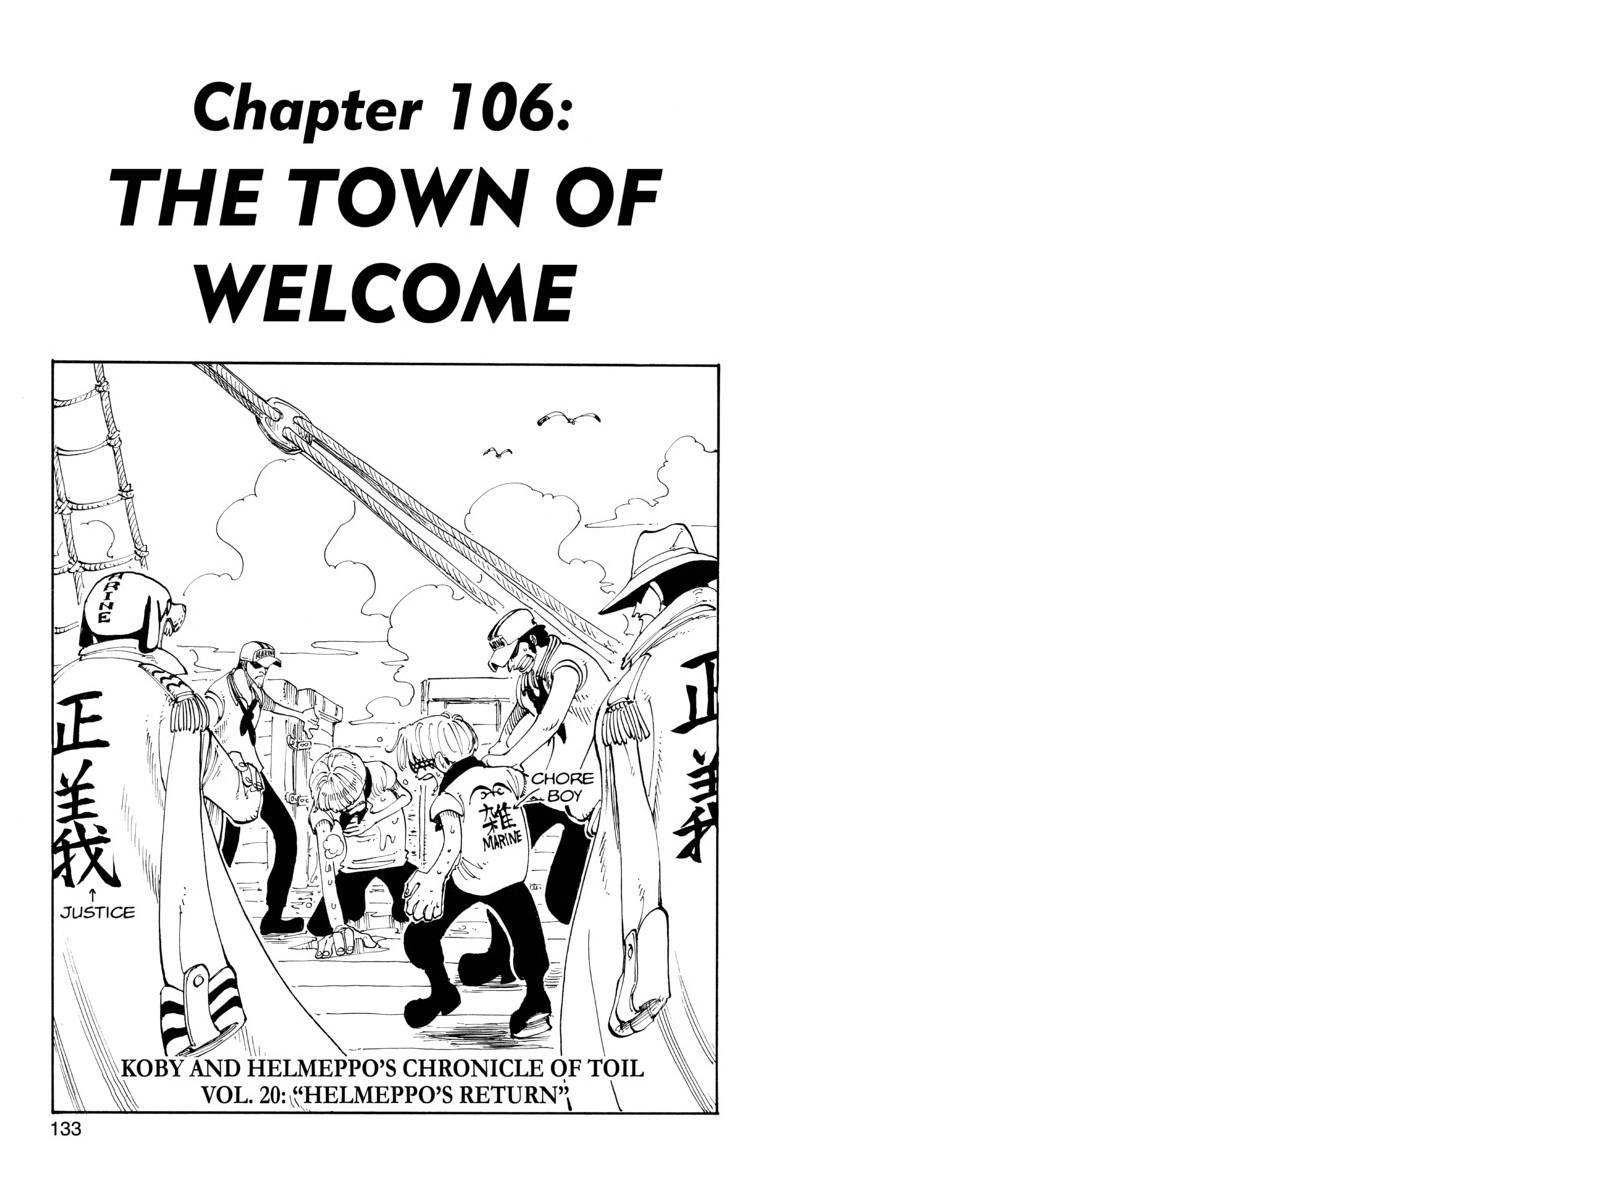 Chapter 106:
THE TOWN OF
WELCOME
ARINE
MARINE
正
義
正
義
CHORE
BOY
雑
MARINE
↑
JUSTICE
KOBY AND HELMEPPO'S CHRONICLE OF TOIL
VOL. 20: “HELMEPPO'S RETURN”
133